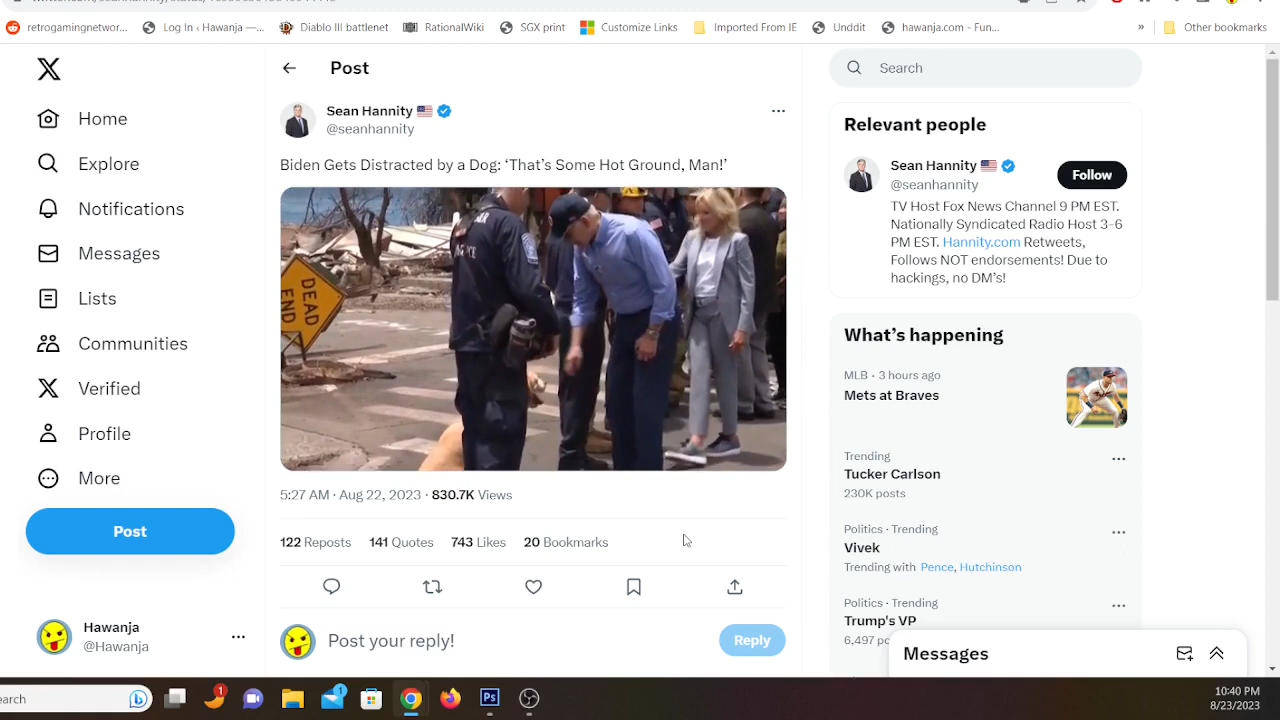 retrogamingnetwor...
Log In ‹ Hawanja —...
Diablo III battlenet
RationalWiki
SGX print
Customize Links
Imported From IE
Unddit
hawanja.com - Fun...
»
Other bookmarks
Home
Explore
Notifications
Messages
Lists
Communities
Verified
Profile
More
Post
Hawanja
@Hawanja
Post
Sean Hannity
@seanhannity
Biden Gets Distracted by a Dog: ‘That’s Some Hot Ground, Man!’
DEAD
END
5:27 AM · Aug 22, 2023 · 830.7K Views
122 Reposts 141 Quotes 743 Likes 20 Bookmarks
Post your reply!
Reply
Search
Relevant people
Sean Hannity
@seanhannity
Follow
TV Host Fox News Channel 9 PM EST.
Nationally Syndicated Radio Host 3-6
PM EST. Hannity.com Retweets,
Follows NOT endorsements! Due to
hackings, no DM’s!
What’s happening
MLB · 3 hours ago
Mets at Braves
Trending
Tucker Carlson
230K posts
Politics · Trending
Vivek
Trending with Pence, Hutchinson
Politics · Trending
Trump's VP
6,497 po
Messages
earch
1
1
Ps
10:40 PM
8/23/2023